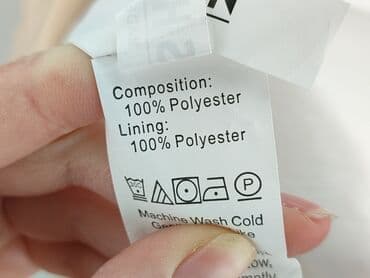 Composition:
100% Polyester
Lining:
100% Polyester
P
Machine Wash Cold